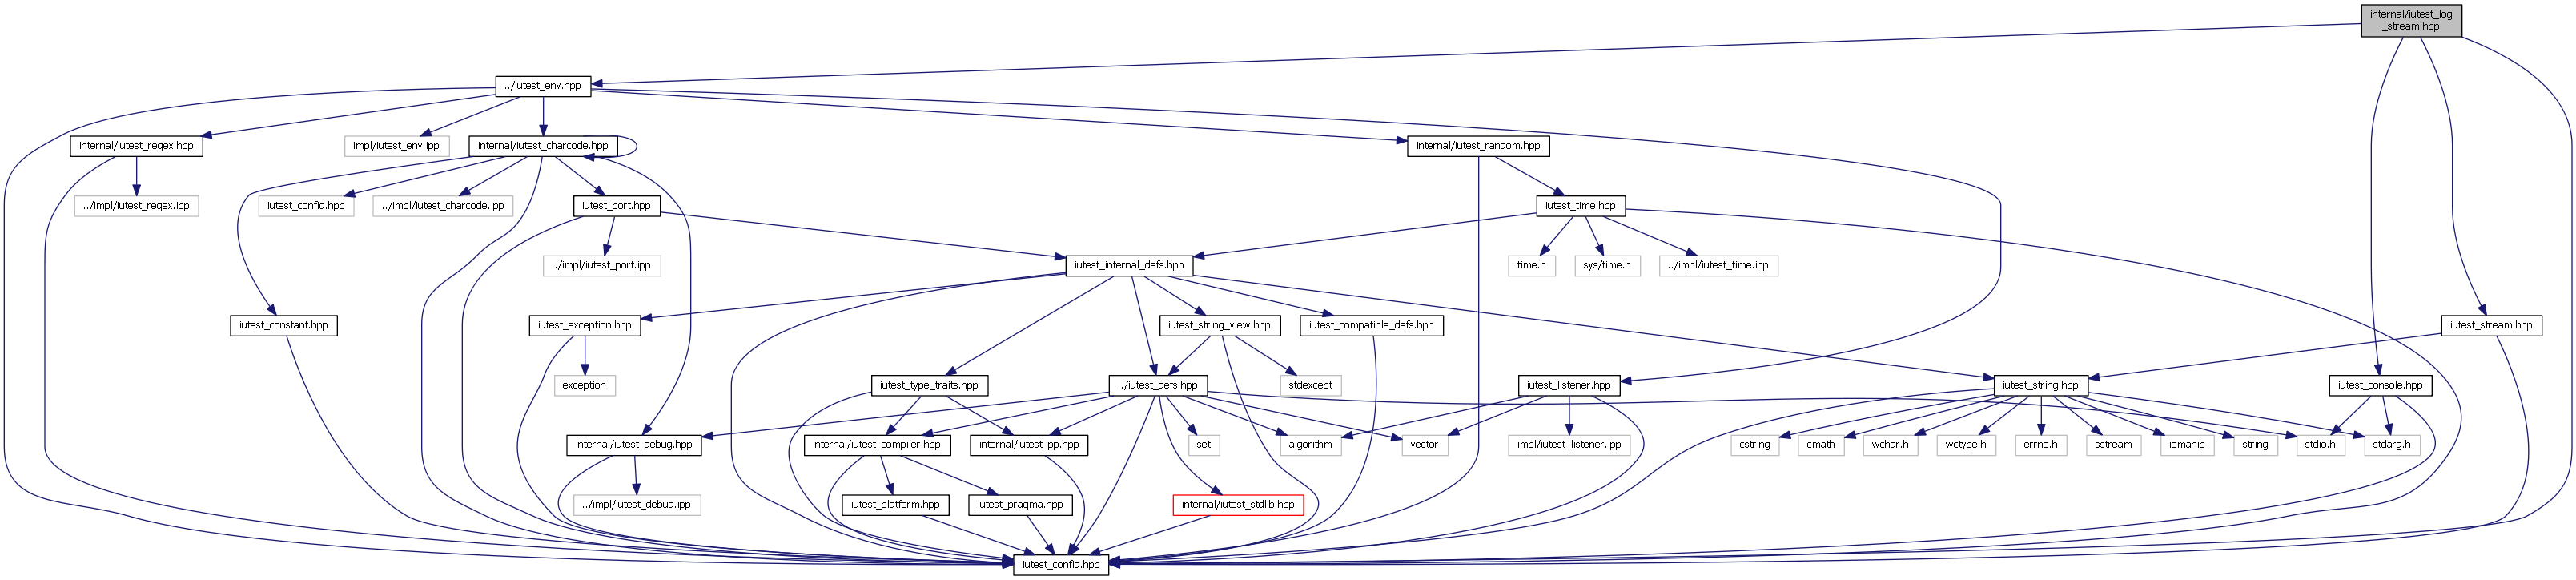 internal/iutest_log
_stream.hpp
../iutest_env.hpp
internal/iutest_regex.hpp
impl/iutest_env.ipp
internal/iutest_charcode.hpp
internal/iutest_random.hpp
../impl/iutest_regex.ipp
iutest_config.hpp
../impl/iutest_charcode.ipp
iutest_port.hpp
iutest_time.hpp
../impl/iutest_port.ipp
iutest_internal_defs.hpp
time.h
sys/time.h
../impl/iutest_time.ipp
iutest_constant.hpp
iutest_exception.hpp
iutest_string_view.hpp
iutest_compatible_defs.hpp
iutest_stream.hpp
exception
iutest_type_traits.hpp
../iutest_defs.hpp
stdexcept
iutest_listener.hpp
iutest_string.hpp
iutest_console.hpp
internal/iutest_debug.hpp
internal/iutest_compiler.hpp
internal/iutest_pp.hpp
set
algorithm
vector
impl/iutest_listener.ipp
cstring
cmath
wchar.h
wctype.h
errno.h
sstream
iomanip
string
stdio.h
stdarg.h
../impl/iutest_debug.ipp
iutest_platform.hpp
iutest_pragma.hpp
internal/iutest_stdlib.hpp
iutest_config.hpp